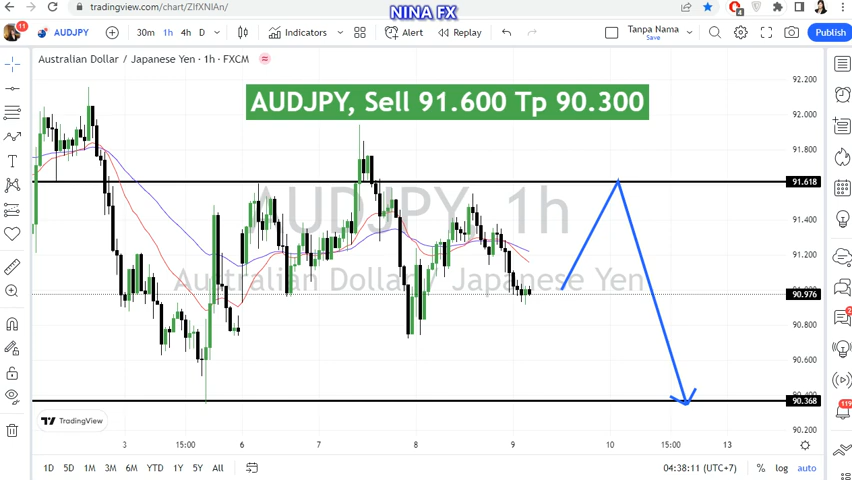 NINA FX
tradingview.com/chart/ZIfXNIAn/
4
11
AUDJPY
30m 1h 4h D
Indicators
Alert
Replay
Tanpa Nama
Save
Publish
Australian Dollar / Japanese Yen · 1h · FXCM
AUDJPY, Sell 91.600 Tp 90.300
AUDJPY, 1h
Australian Dollar / Japanese Yen
92.200
92.000
91.800
91.618
91.400
91.200
90.976
90.800
90.600
90.368
90.200
TradingView
3 15:00 6 7 8 9 10 15:00 13
1D 5D 1M 3M 6M YTD 1Y 5Y All
04:38:11 (UTC+7)
% log auto
119